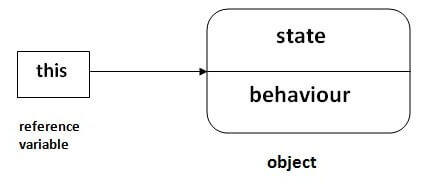 state
this
behaviour
reference
variable
object